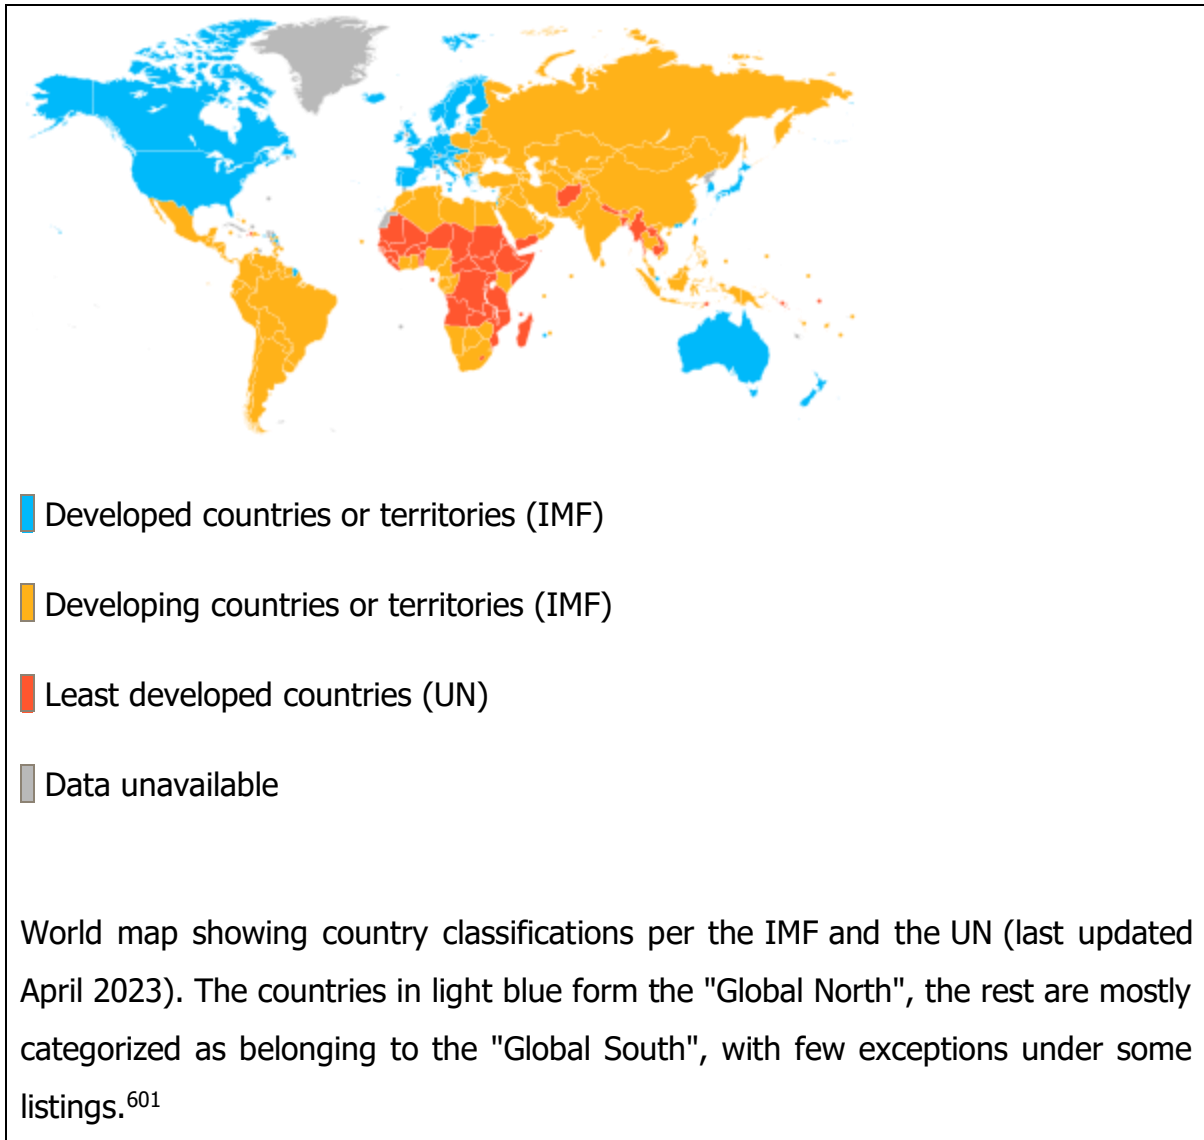 Developed countries or territories (IMF)
Developing countries or territories (IMF)
Least developed countries (UN)
Data unavailable
World map showing country classifications per the IMF and the UN (last updated
April 2023). The countries in light blue form the "Global North", the rest are mostly
categorized as belonging to the "Global South", with few exceptions under some
listings.601